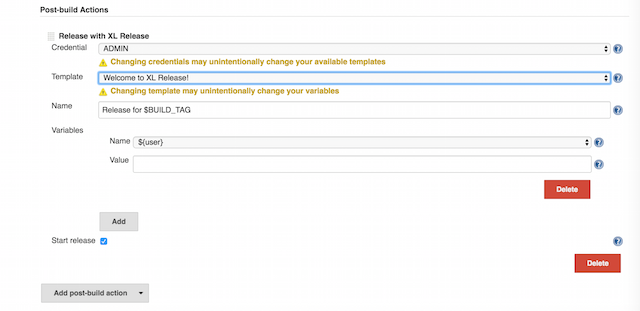 Post-build Actions
Release with XL Release
Credential ADMIN
Changing credentials may unintentionally change your available templates
Template Welcome to XL Release!
Changing template may unintentionally change your variables
Name Release for $BUILD_TAG
Variables
Name ${user}
Value
Delete
Add
Start release
Delete
Add post-build action